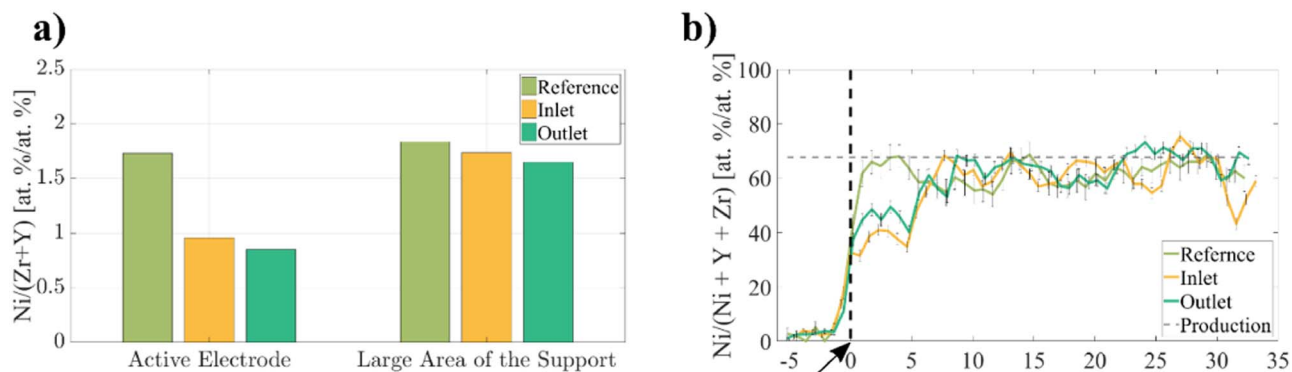 a)
Ni/(Zr+Y) [at. %/at. %]
2.5
2
1.5
1
0.5
0
Reference
Inlet
Outlet
Active Electrode
Large Area of the Support
b)
Ni/(Ni + Y + Zr) [at. %/at. %]
100
80
60
40
20
0
Refernce
Inlet
Outlet
Production
-5 0 5 10 15 20 25 30 35